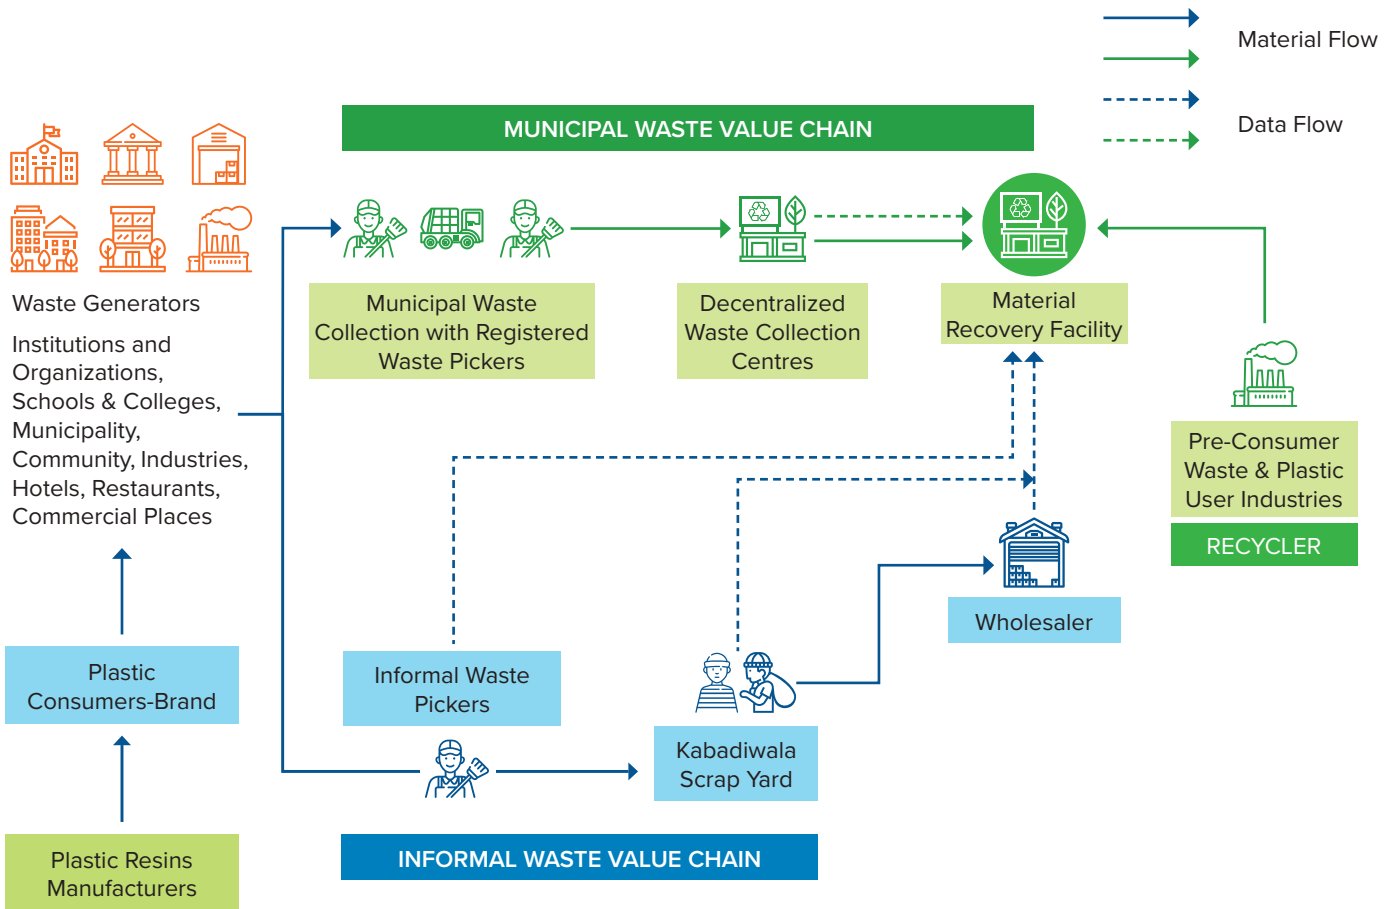 Material Flow
Data Flow
MUNICIPAL WASTE VALUE CHAIN
Waste Generators
Institutions and
Organizations,
Schools & Colleges,
Municipality,
Community, Industries,
Hotels, Restaurants,
Commercial Places
Municipal Waste
Collection with Registered
Waste Pickers
Decentralized
Waste Collection
Centres
Material
Recovery Facility
Pre-Consumer
Waste & Plastic
User Industries
RECYCLER
Wholesaler
Plastic
Consumers-Brand
Informal Waste
Pickers
Kabadiwala
Scrap Yard
Plastic Resins
Manufacturers
INFORMAL WASTE VALUE CHAIN